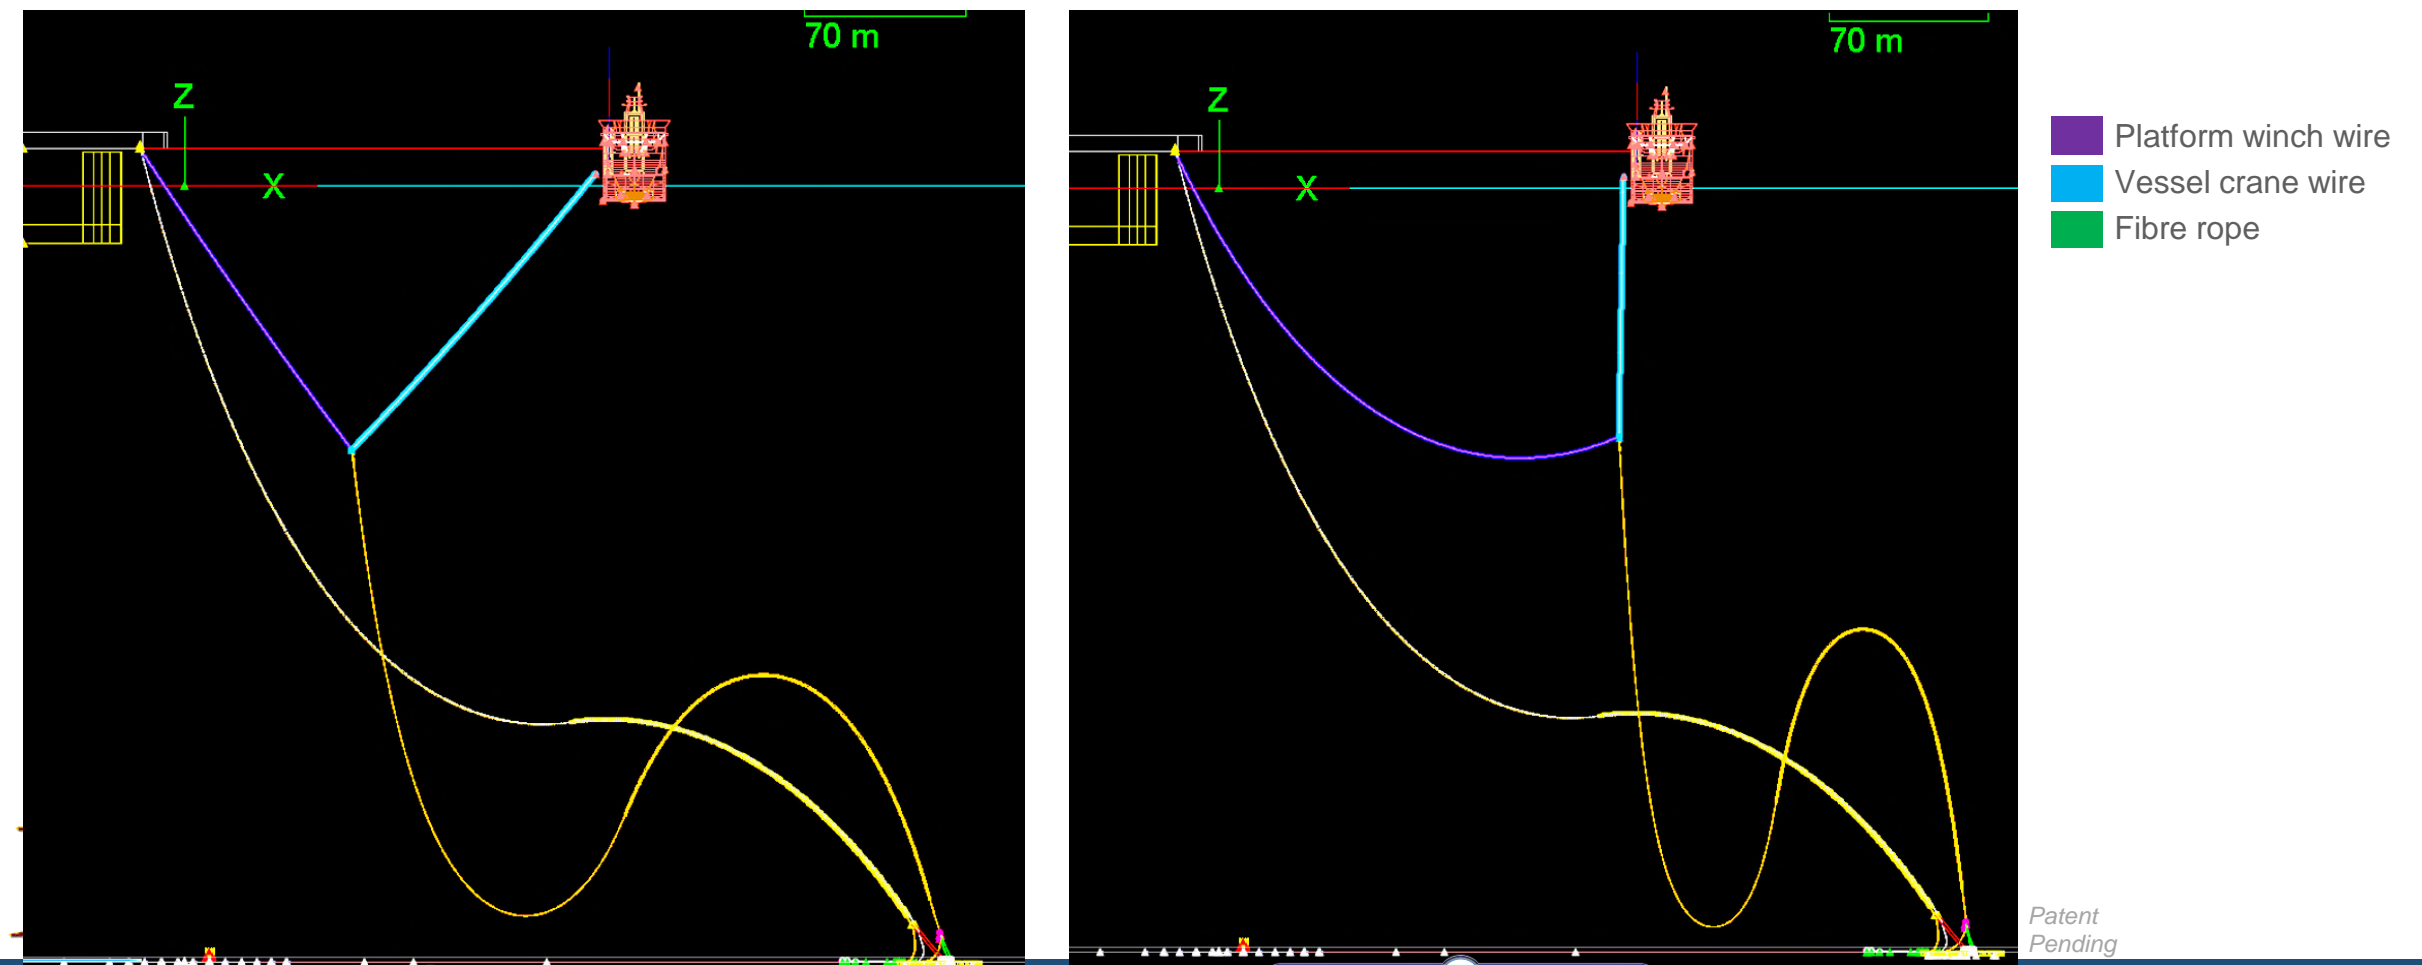 70 m
Z
X
70 m
Z
X
Platform winch wire
Vessel crane wire
Fibre rope
Patent
Pending